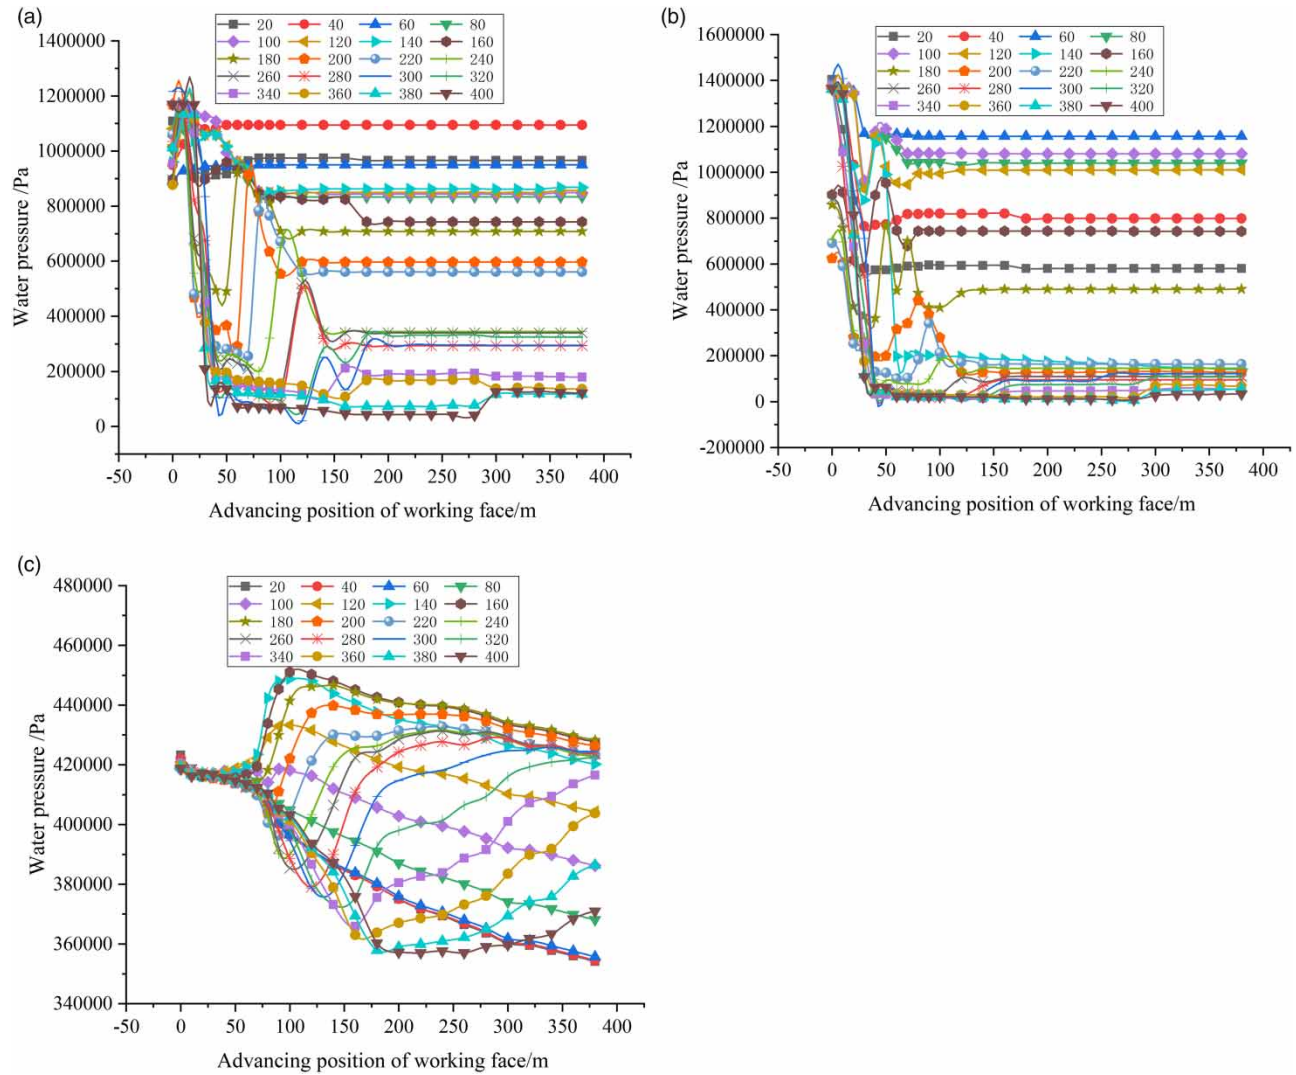 (a)
20 40 60 80
100 120 140 160
180 200 220 240
260 280 300 320
340 360 380 400
1400000
1200000
1000000
800000
600000
400000
200000
0
Water pressure /Pa
-50 0 50 100 150 200 250 300 350 400
Advancing position of working face/m
(b)
20 40 60 80
100 120 140 160
180 200 220 240
260 280 300 320
340 360 380 400
1600000
1400000
1200000
1000000
800000
600000
400000
200000
0
-200000
Water pressure /Pa
-50 0 50 100 150 200 250 300 350 400
Advancing position of working face/m
(c)
20 40 60 80
100 120 140 160
180 200 220 240
260 280 300 320
340 360 380 400
480000
460000
440000
420000
400000
380000
360000
340000
Water pressure /Pa
-50 0 50 100 150 200 250 300 350 400
Advancing position of working face/m